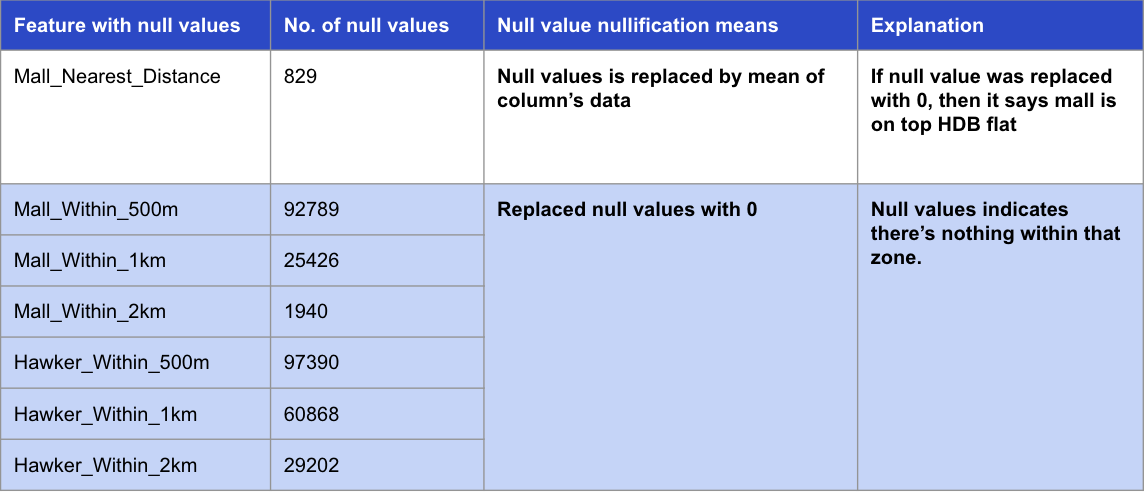 Feature with null values
No. of null values
Null value nullification means
Explanation
Mall_Nearest_Distance
829
Null values is replaced by mean of
column’s data
If null value was replaced
with 0, then it says mall is
on top HDB flat
Mall_Within_500m
92789
Replaced null values with 0
Null values indicates
there’s nothing within that
zone.
Mall_Within_1km
25426
Mall_Within_2km
1940
Hawker_Within_500m
97390
Hawker_Within_1km
60868
Hawker_Within_2km
29202